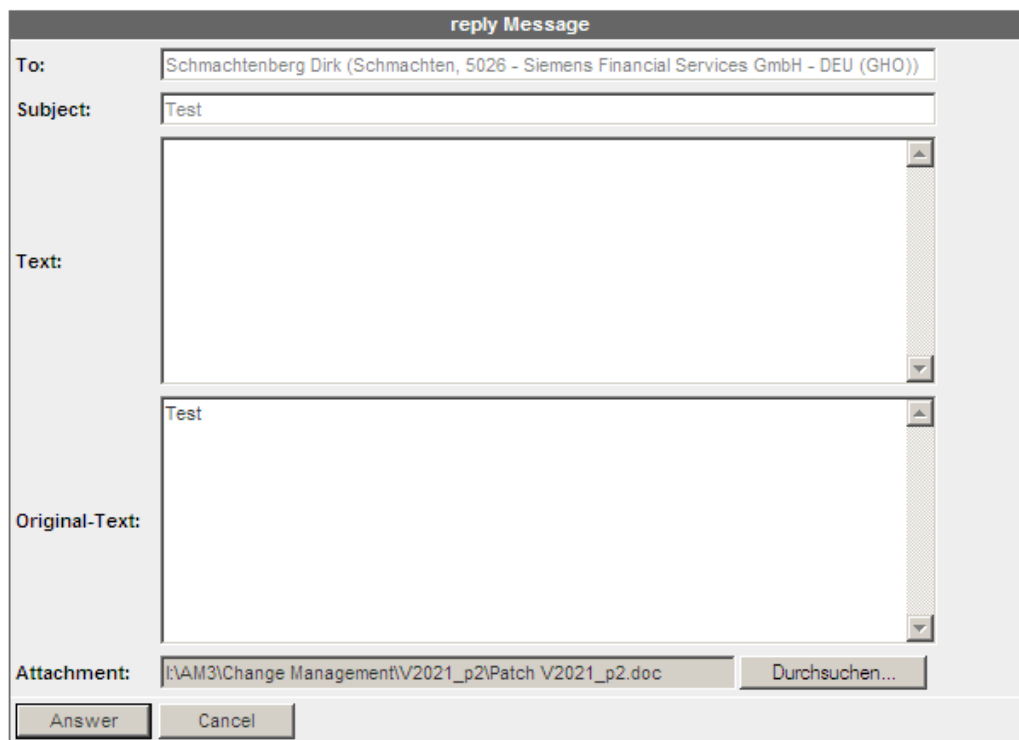 reply Message
To: Schmachtenberg Dirk (Schmachten, 5026 - Siemens Financial Services GmbH - DEU (GHO))
Subject: Test
Text:
Test
Original-Text:
Attachment: I:\AM3\Change Management\V2021_p2\Patch V2021_p2.doc Durchsuchen...
Answer Cancel